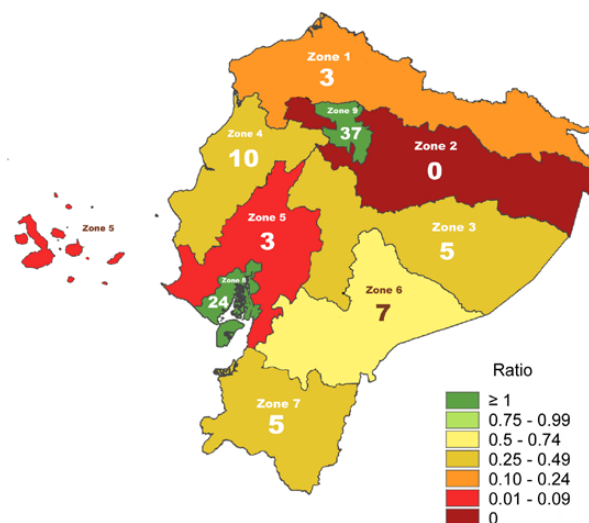 Zone 1
3
Zone 9
37
Zone 4
10
Zone 2
0
Zone 5
Zone 5
3
Zone 3
5
Zone 8
24
Zone 6
7
Zone 7
5
Ratio
≥ 1
0.75 - 0.99
0.5 - 0.74
0.25 - 0.49
0.10 - 0.24
0.01 - 0.09
0